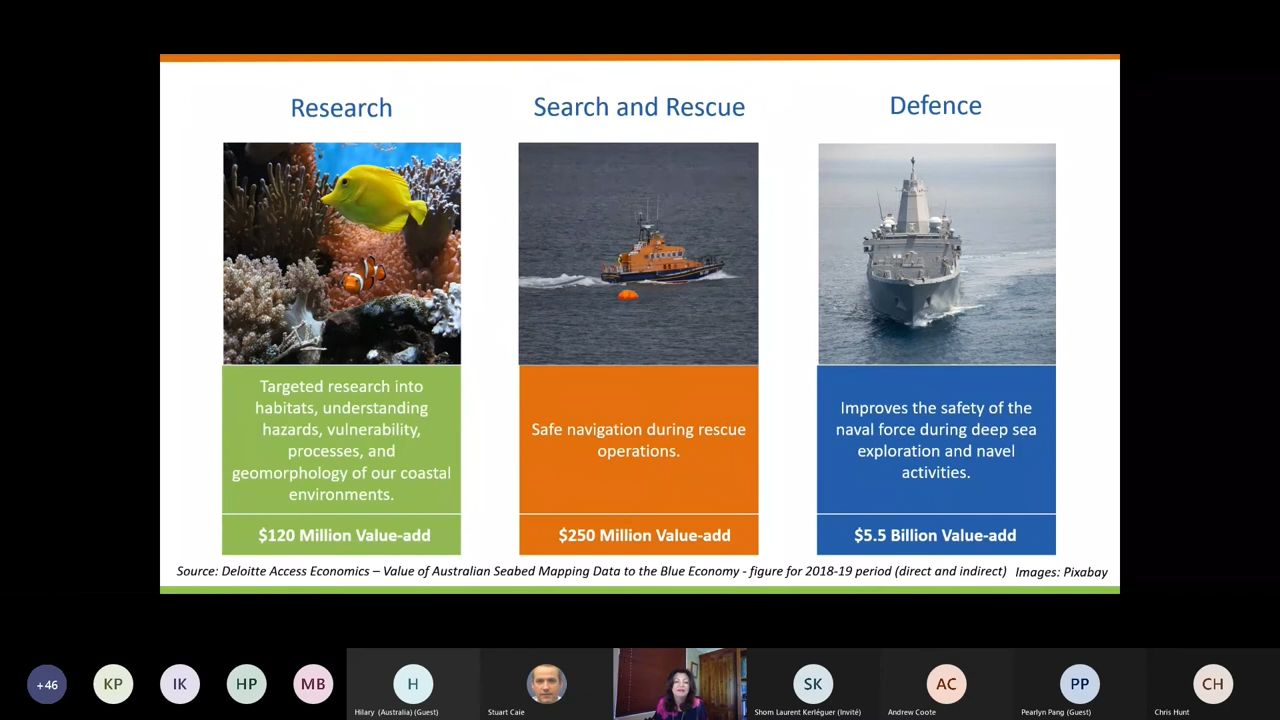 Research
Search and Rescue
Defence
Targeted research into
habitats, understanding
hazards, vulnerability,
processes, and
geomorphology of our coastal
environments.
$120 Million Value-add
Safe navigation during rescue
operations.
$250 Million Value-add
Improves the safety of the
naval force during deep sea
exploration and navel
activities.
$5.5 Billion Value-add
Source: Deloitte Access Economics – Value of Australian Seabed Mapping Data to the Blue Economy - figure for 2018-19 period (direct and indirect)
Images: Pixabay
+46
KP
IK
HP
MB
H
SK
AC
PP
CH
Hilary (Australia) (Guest)
Stuart Caie
Shom Laurent Kerléguer (Invité)
Andrew Coote
Pearlyn Pang (Guest)
Chris Hunt